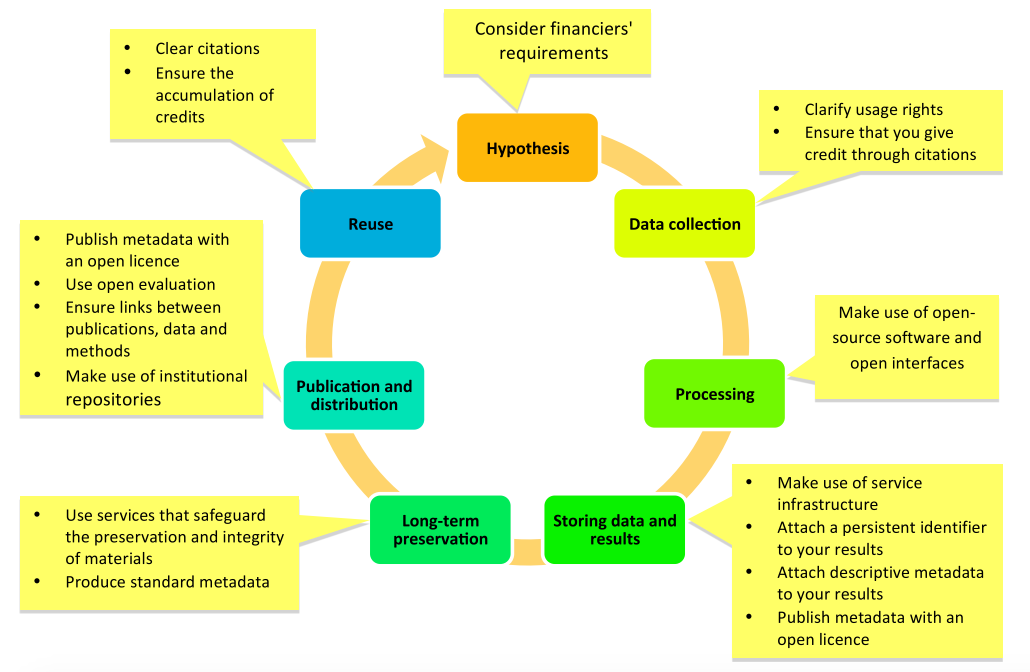 Consider financiers'
requirements
Hypothesis
• Clarify usage rights
• Ensure that you give
credit through citations
Data collection
Make use of open-
source software and
open interfaces
Processing
• Make use of service
infrastructure
• Attach a persistent identifier
to your results
• Attach descriptive metadata
to your results
• Publish metadata with an
open licence
Storing data and
results
• Use services that safeguard
the preservation and integrity
of materials
• Produce standard metadata
Long-term
preservation
• Publish metadata with
an open licence
• Use open evaluation
• Ensure links between
publications, data and
methods
• Make use of institutional
repositories
Publication and
distribution
• Clear citations
• Ensure the
accumulation of
credits
Reuse